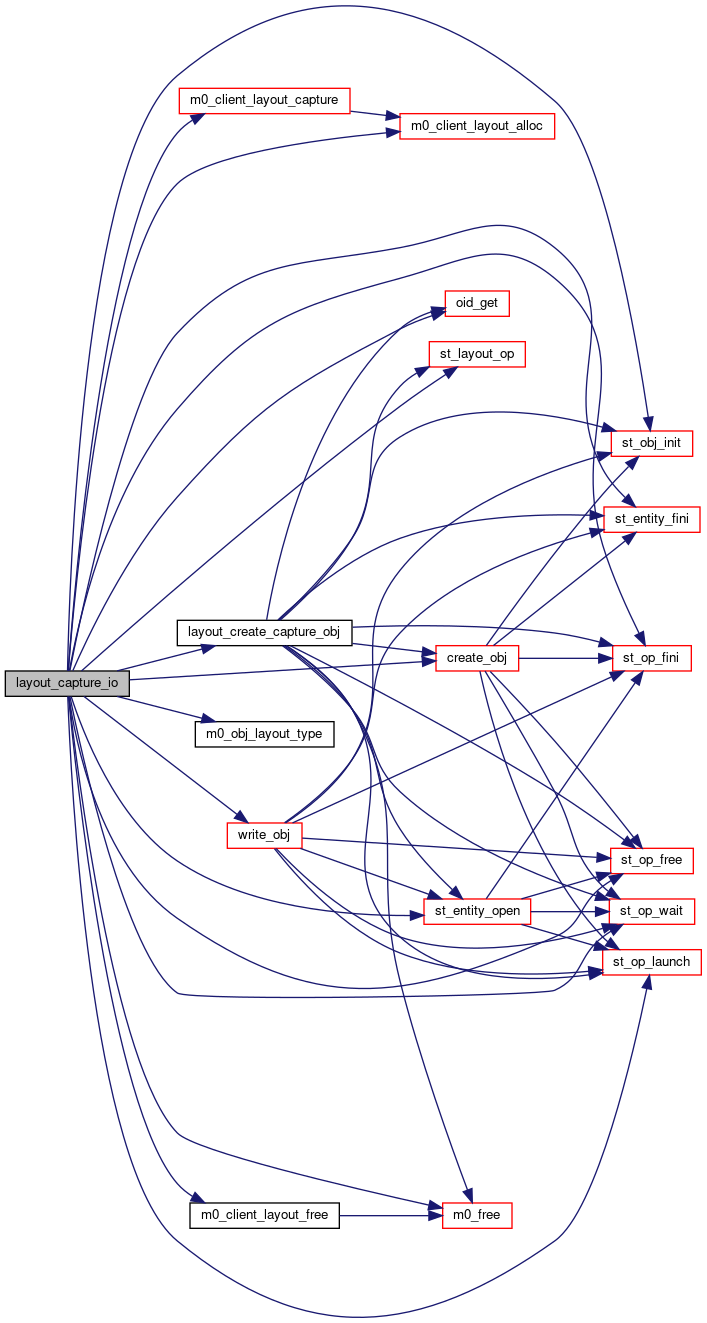 m0_client_layout_capture
m0_client_layout_alloc
oid_get
st_layout_op
st_obj_init
st_entity_fini
layout_create_capture_obj
create_obj
st_op_fini
layout_capture_io
m0_obj_layout_type
write_obj
st_op_free
st_entity_open
st_op_wait
st_op_launch
m0_client_layout_free
m0_free